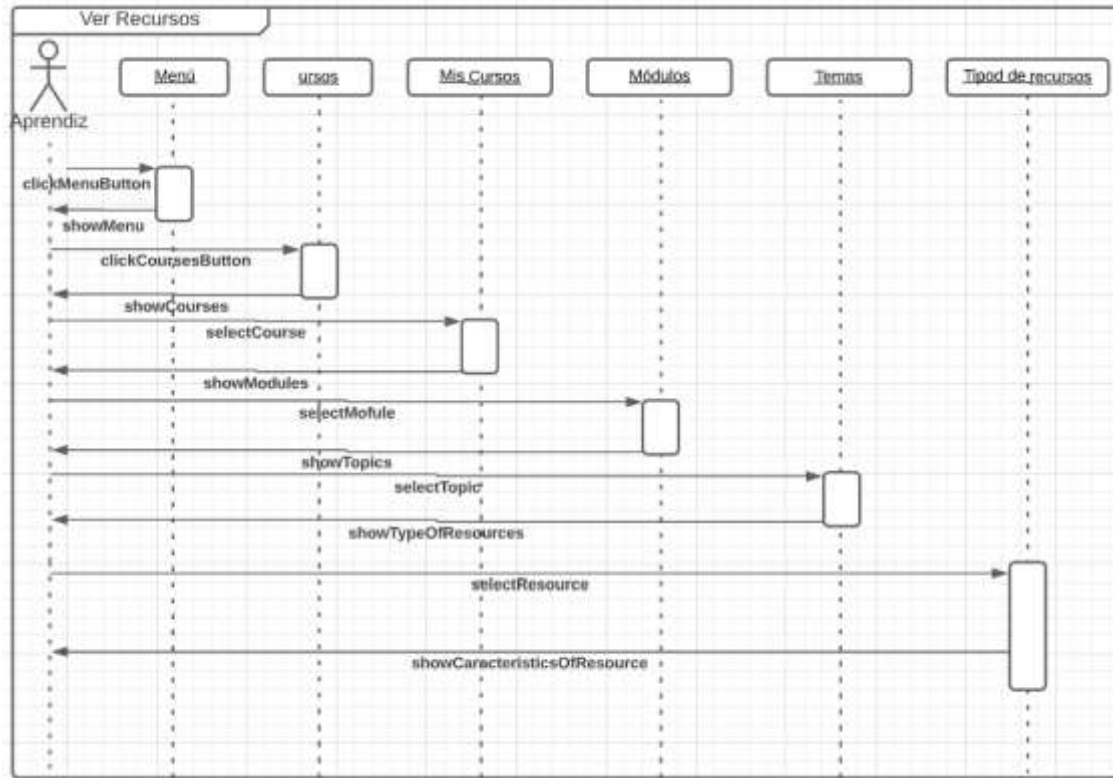 Ver Recursos
Aprendiz
Menú
ursos
Mis Cursos
Módulos
Temas
Tipod de recursos
clickMenuButton
showMenu
clickCoursesButton
showCourses
selectCourse
showModules
selectMofule
showTopics
selectTopic
showTypeOfResources
selectResource
showCaracteristicsOfResource